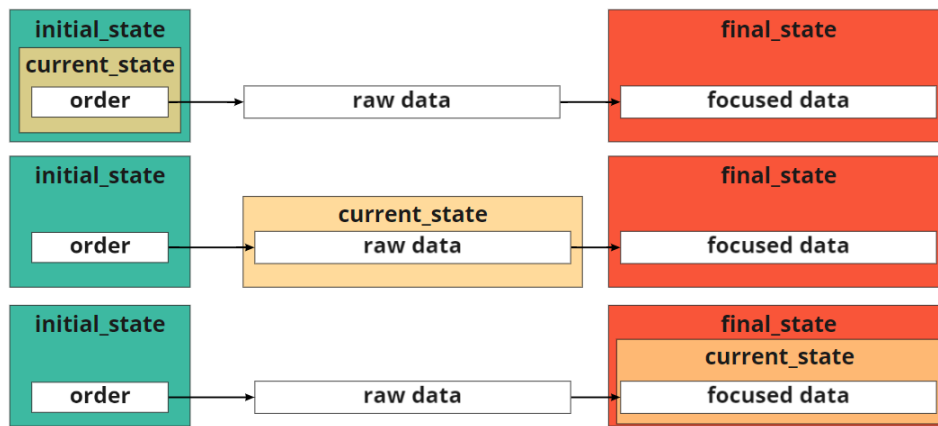 initial_state
current_state
order
raw data
final_state
focused data
initial_state
order
current_state
raw data
final_state
focused data
initial_state
order
raw data
final_state
current_state
focused data